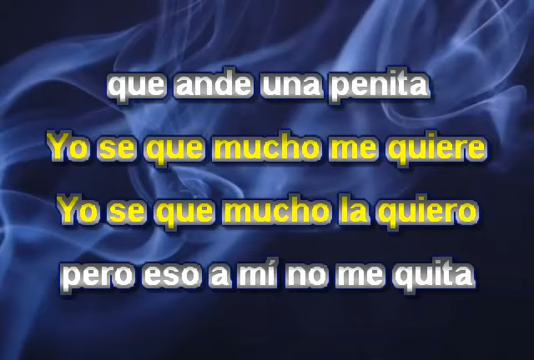 que ande una penita
Yo se que mucho me quiere
Yo se que mucho la quiero
pero eso a mí no me quita